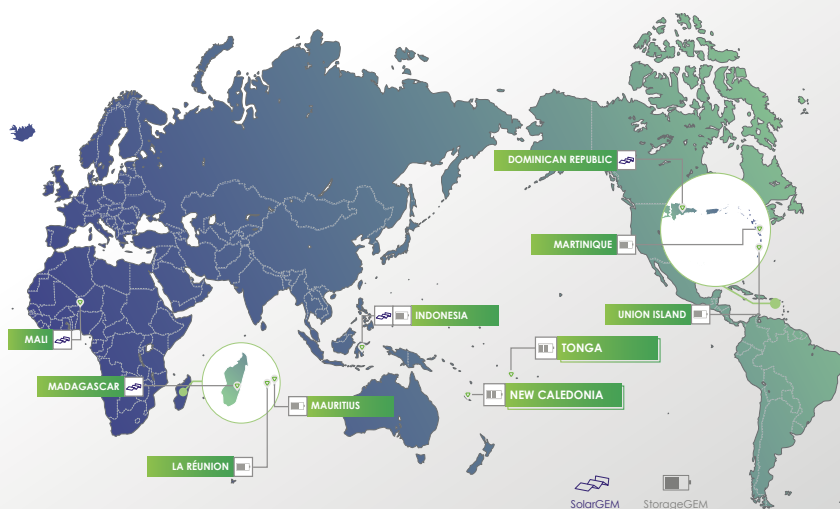 DOMINICAN REPUBLIC
MARTINIQUE
UNION ISLAND
INDONESIA
MALI
TONGA
MADAGASCAR
NEW CALEDONIA
MAURITIUS
LA RÉUNION
SolarGEM
StorageGEM